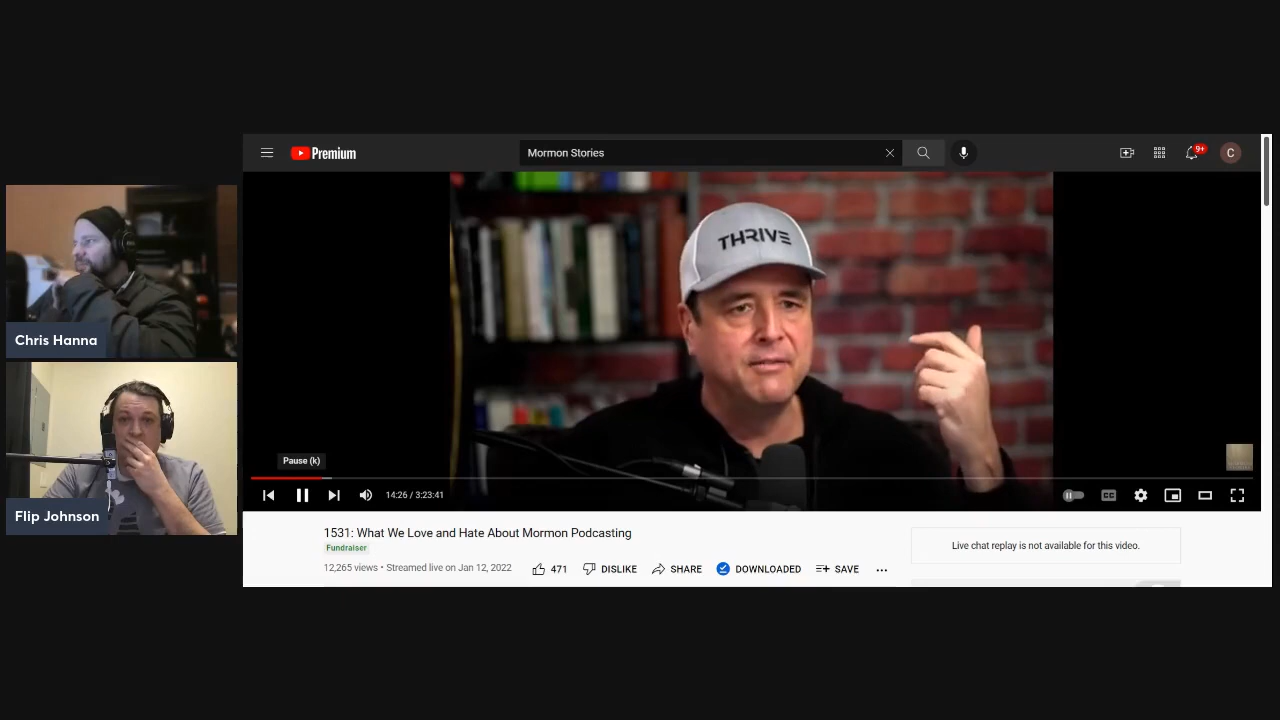 Premium
Mormon Stories
9+
C
THRIVE
Chris Hanna
Pause (k)
14:26 / 3:23:41
Flip Johnson
1531: What We Love and Hate About Mormon Podcasting
Fundraiser
12,265 views • Streamed live on Jan 12, 2022
471
DISLIKE
SHARE
DOWNLOADED
SAVE
Live chat replay is not available for this video.